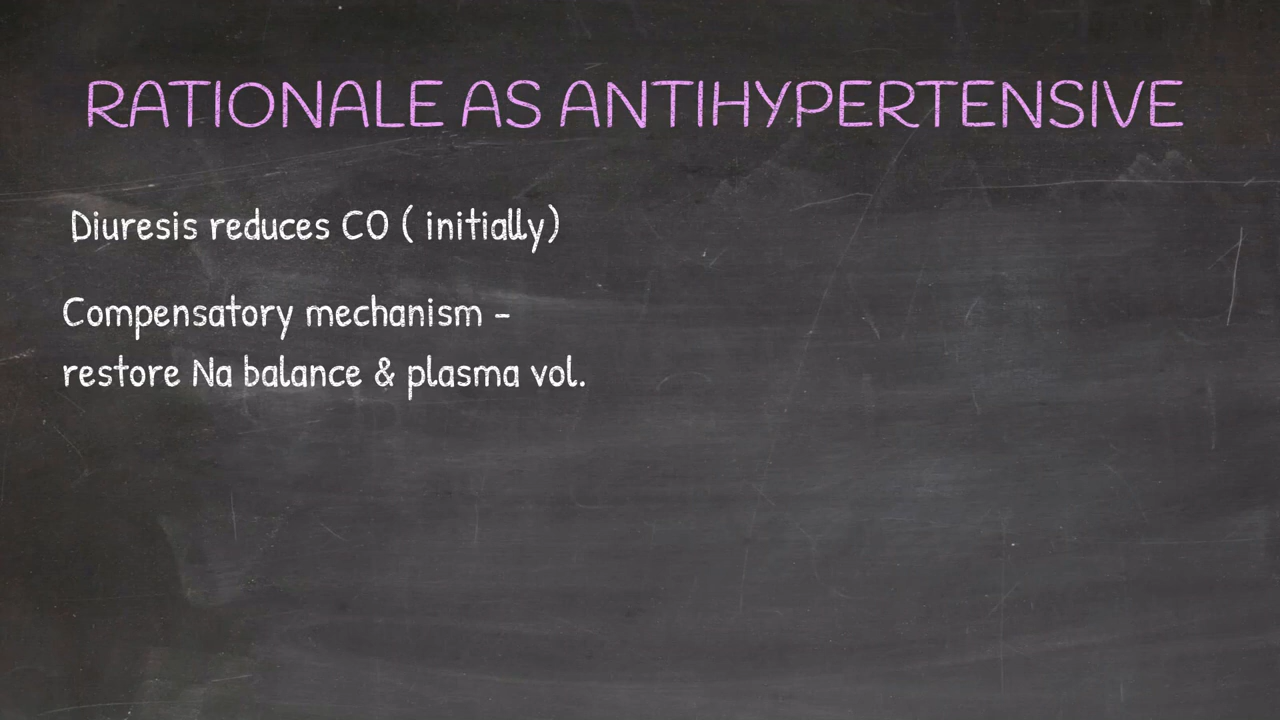 RATIONALE AS ANTIHYPERTENSIVE
Diuresis reduces CO ( initially)
Compensatory mechanism -
restore Na balance & plasma vol.